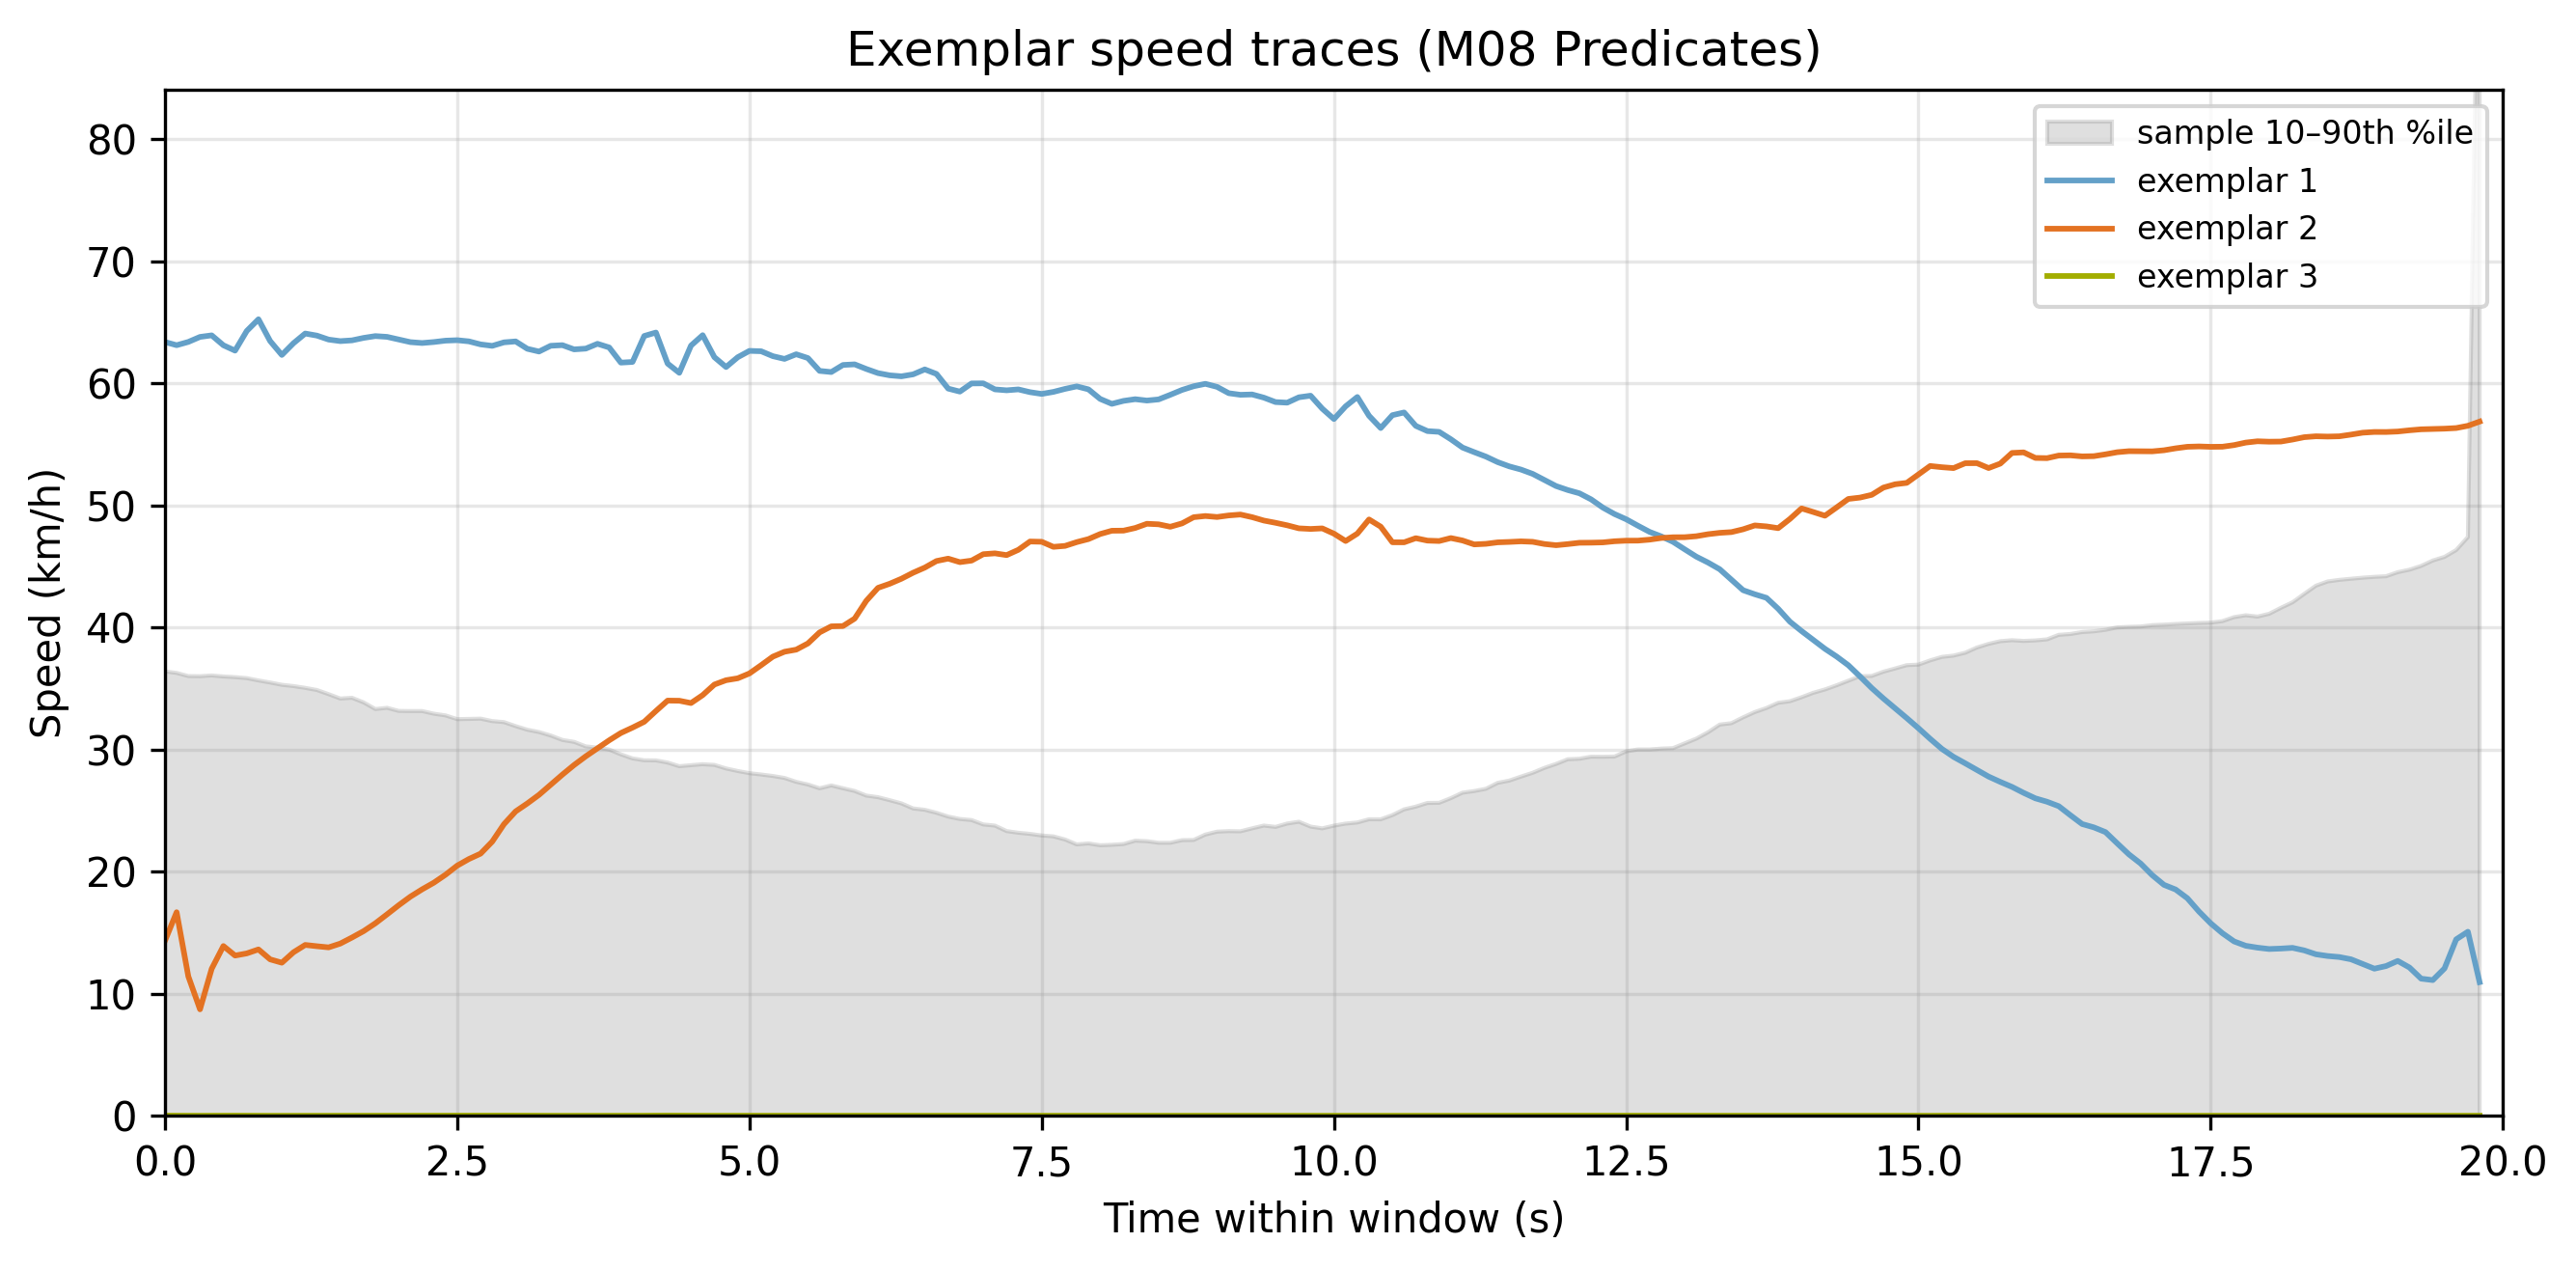 Exemplar speed traces (M08 Predicates)
sample 10–90th %ile
exemplar 1
exemplar 2
exemplar 3
Speed (km/h)
80
70
60
50
40
30
20
10
0
0.0 2.5 5.0 7.5 10.0 12.5 15.0 17.5 20.0
Time within window (s)